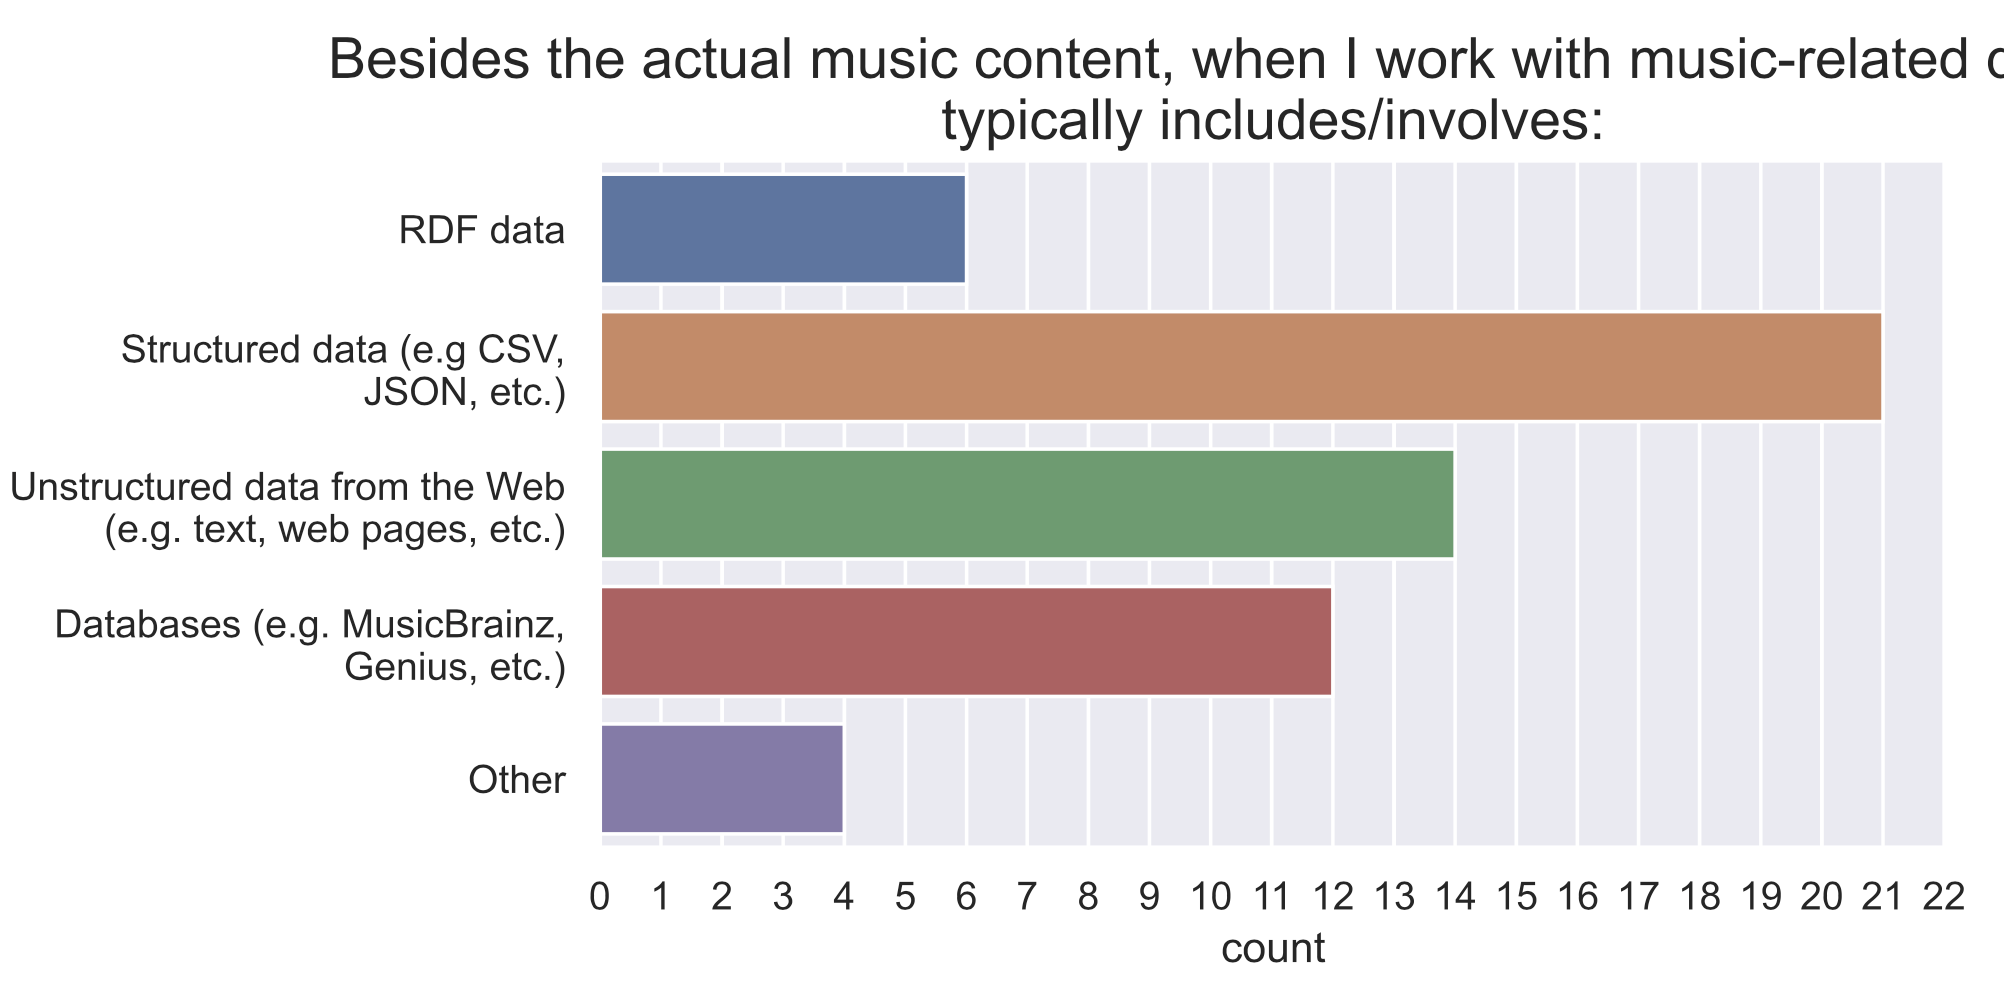 Besides the actual music content, when I work with music-related
typically includes/involves:
RDF data
Structured data (e.g CSV,
JSON, etc.)
Unstructured data from the Web
(e.g. text, web pages, etc.)
Databases (e.g. MusicBrainz,
Genius, etc.)
Other
0 1 2 3 4 5 6 7 8 9 10 11 12 13 14 15 16 17 18 19 20 21 22
count